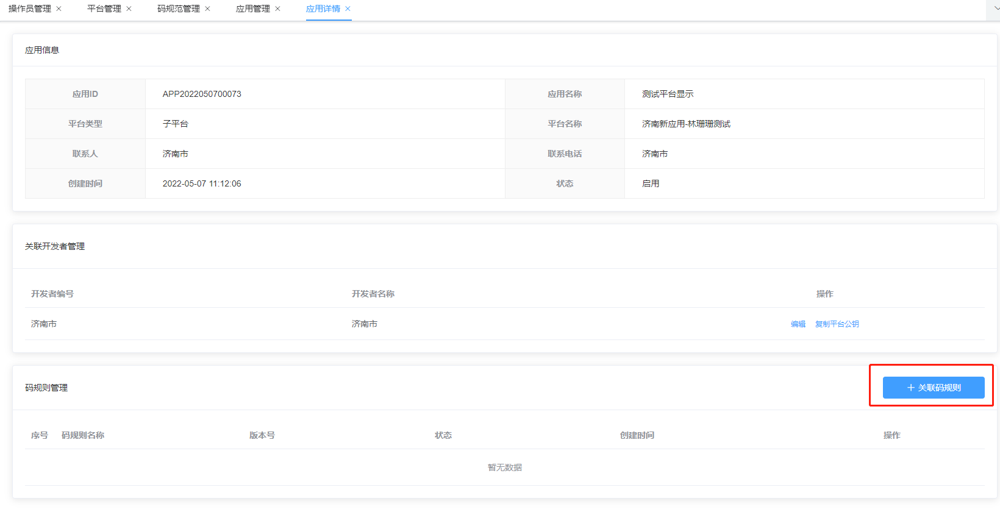 操作员管理 平台管理 码规范管理 应用管理 应用详情
应用信息
应用ID APP2022050700073 应用名称 测试平台显示
平台类型 子平台 平台名称 济南新应用-林珊珊测试
联系人 济南市 联系电话 济南市
创建时间 2022-05-07 11:12:06 状态 启用
关联开发者管理
开发者编号 开发者名称 操作
济南市 济南市 编辑 复制平台公钥
码规则管理 + 关联码规则
序号 码规则名称 版本号 状态 创建时间 操作
暂无数据